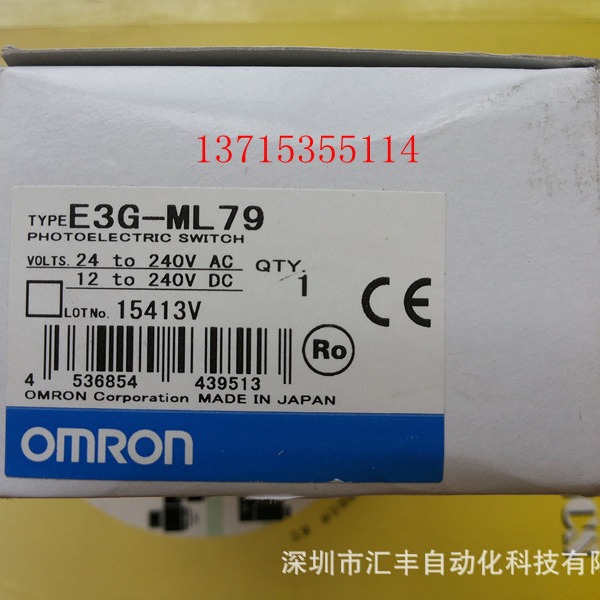 13715355114
TYPE E3G-ML79
PHOTOELECTRIC SWITCH
VOLTS. 24 to 240V AC
12 to 240V DC
QTY.
1
LOT No. 15413V
CE
Ro
4 536854 439513
OMRON Corporation MADE IN JAPAN
OMRON
深圳市汇丰自动化科技有限